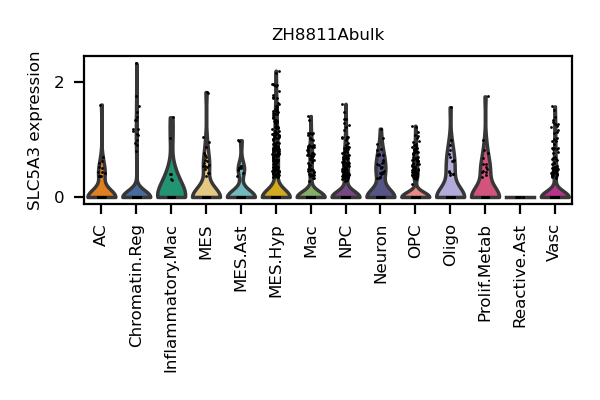 ZH8811Abulk
SLC5A3 expression
2
0
AC
Chromatin.Reg
Inflammatory.Mac
MES
MES.Ast
MES.Hyp
Mac
NPC
Neuron
OPC
Oligo
Prolif.Metab
Reactive.Ast
Vasc